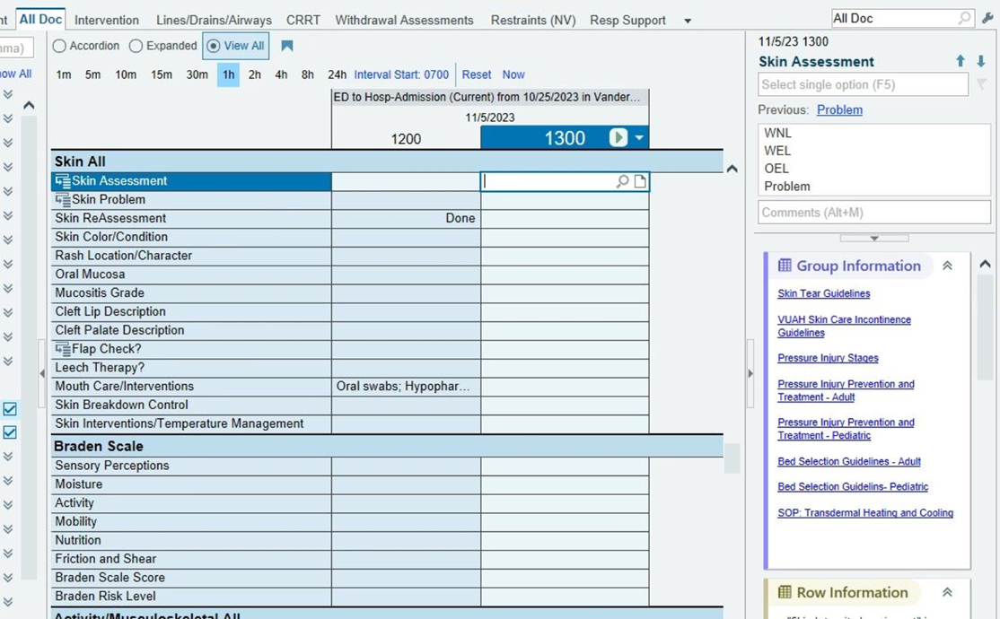 nt All Doc Intervention Lines/Drains/Airways CRRT Withdrawal Assessments Restraints (NV) Resp Support
All Doc
mma)
Accordion Expanded View All
ow All
1m 5m 10m 15m 30m 1h 2h 4h 8h 24h Interval Start: 0700 Reset Now
ED to Hosp-Admission (Current) from 10/25/2023 in Vander...
11/5/2023
1200 1300
Skin All
Skin Assessment
Skin Problem
Skin ReAssessment Done
Skin Color/Condition
Rash Location/Character
Oral Mucosa
Mucositis Grade
Cleft Lip Description
Cleft Palate Description
Flap Check?
Leech Therapy?
Mouth Care/Interventions Oral swabs; Hypophar...
Skin Breakdown Control
Skin Interventions/Temperature Management
Braden Scale
Sensory Perceptions
Moisture
Activity
Mobility
Nutrition
Friction and Shear
Braden Scale Score
Braden Risk Level
Activity/Musculoskeletal All
11/5/23 1300
Skin Assessment
Select single option (F5)
Previous: Problem
WNL
WEL
OEL
Problem
Comments (Alt+M)
Group Information
Skin Tear Guidelines
VUAH Skin Care Incontinence
Guidelines
Pressure Injury Stages
Pressure Injury Prevention and
Treatment - Adult
Pressure Injury Prevention and
Treatment - Pediatric
Bed Selection Guidelines - Adult
Bed Selection Guidelins- Pediatric
SOP: Transdermal Heating and Cooling
Row Information